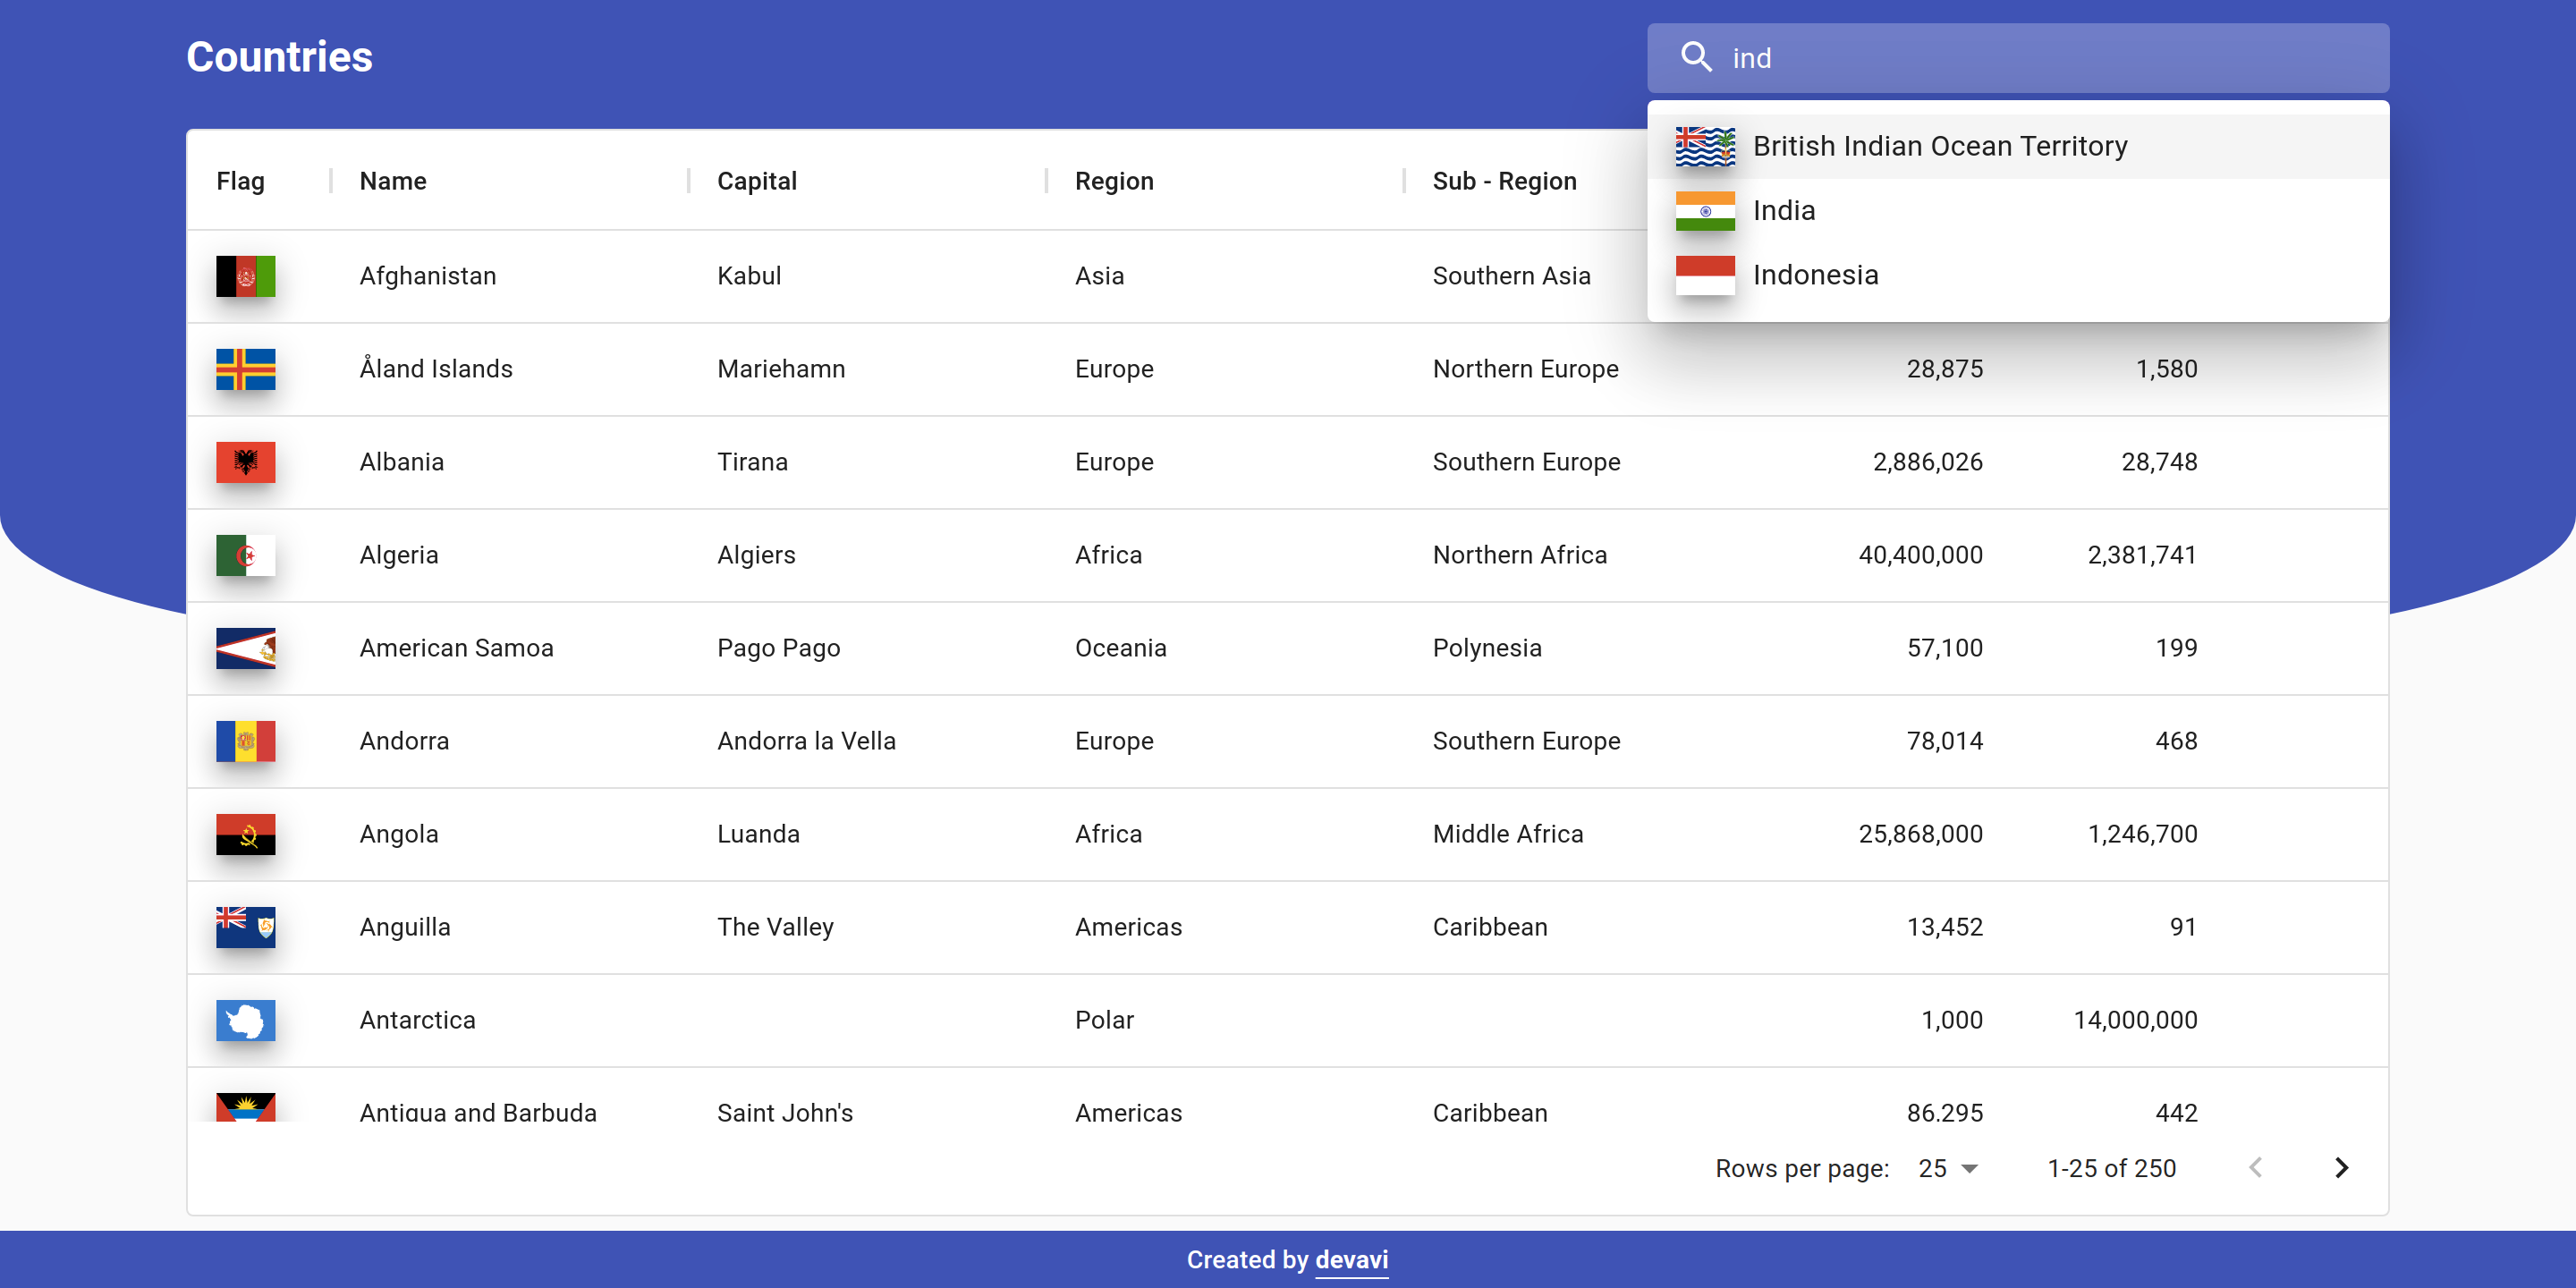 Countries
ind
British Indian Ocean Territory
India
Indonesia
Flag Name Capital Region Sub - Region
Afghanistan Kabul Asia Southern Asia
Åland Islands Mariehamn Europe Northern Europe 28,875 1,580
Albania Tirana Europe Southern Europe 2,886,026 28,748
Algeria Algiers Africa Northern Africa 40,400,000 2,381,741
American Samoa Pago Pago Oceania Polynesia 57,100 199
Andorra Andorra la Vella Europe Southern Europe 78,014 468
Angola Luanda Africa Middle Africa 25,868,000 1,246,700
Anguilla The Valley Americas Caribbean 13,452 91
Antarctica Polar 1,000 14,000,000
Antigua and Barbuda Saint John's Americas Caribbean 86,295 442
Rows per page: 25 1-25 of 250
Created by devavi